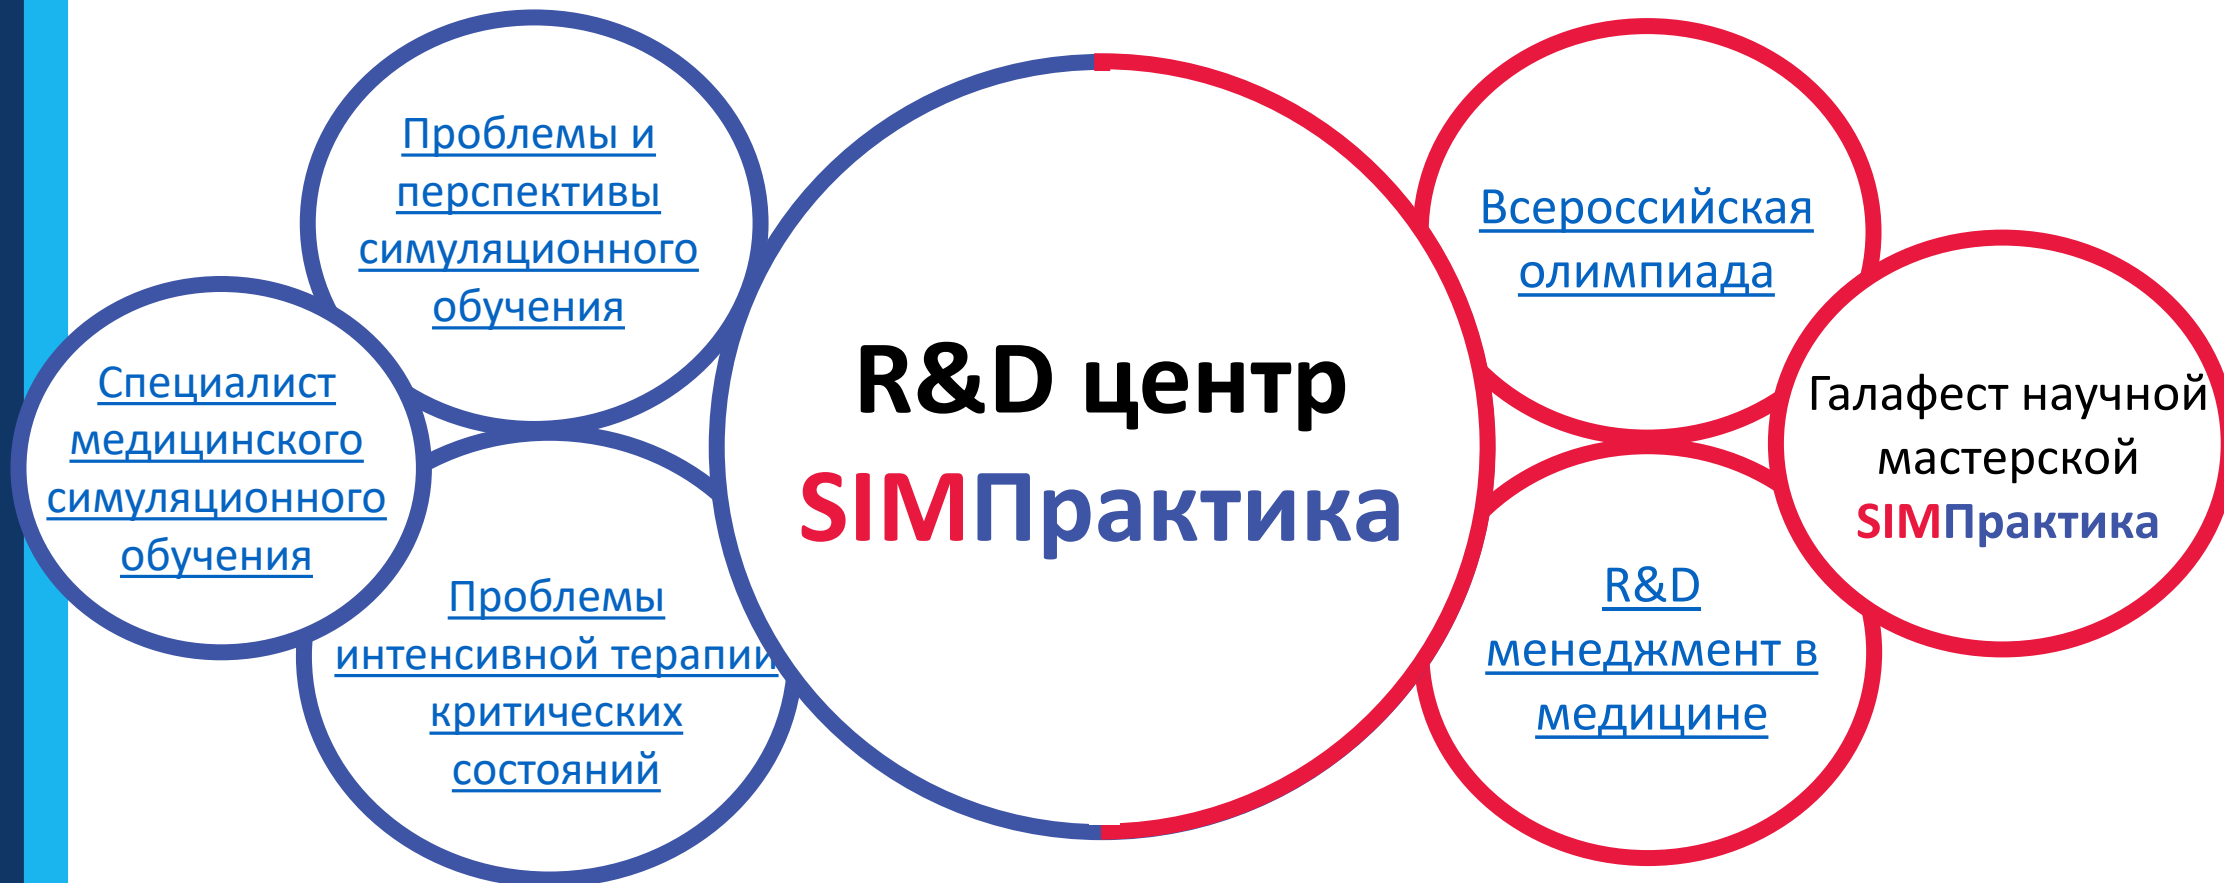 Проблемы и
перспективы
симуляционного
обучения
Специалист
медицинского
симуляционного
обучения
Проблемы
интенсивной терапии
критических
состояний
R&D центр
SIMПрактика
Всероссийская
олимпиада
Галафест научной
мастерской
SIMПрактика
R&D
менеджмент в
медицине